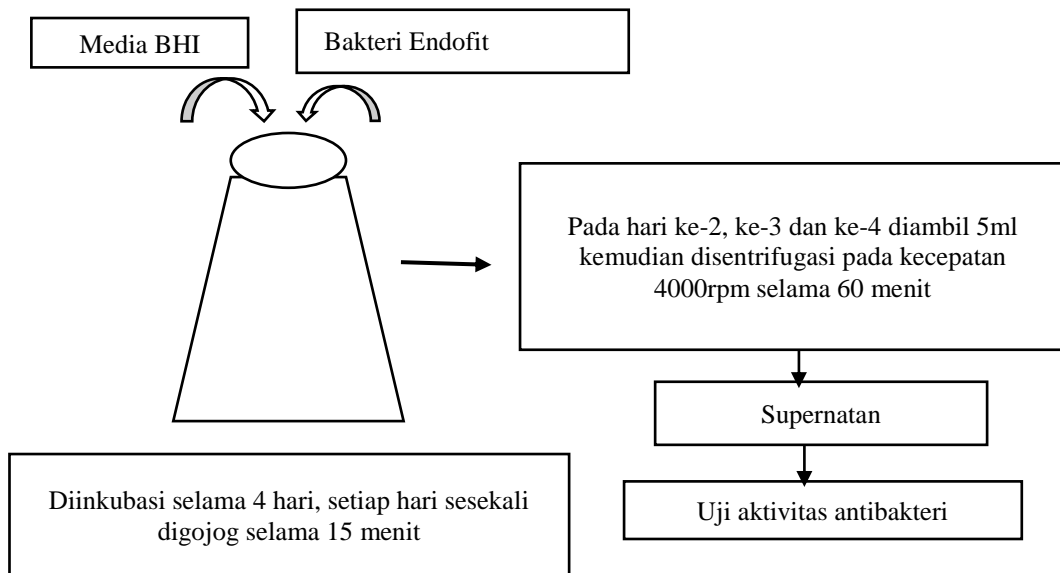 Media BHI
Bakteri Endofit
Pada hari ke-2, ke-3 dan ke-4 diambil 5ml
kemudian disentrifugasi pada kecepatan
4000rpm selama 60 menit
Supernatan
Uji aktivitas antibakteri
Diinkubasi selama 4 hari, setiap hari sesekali
digojog selama 15 menit